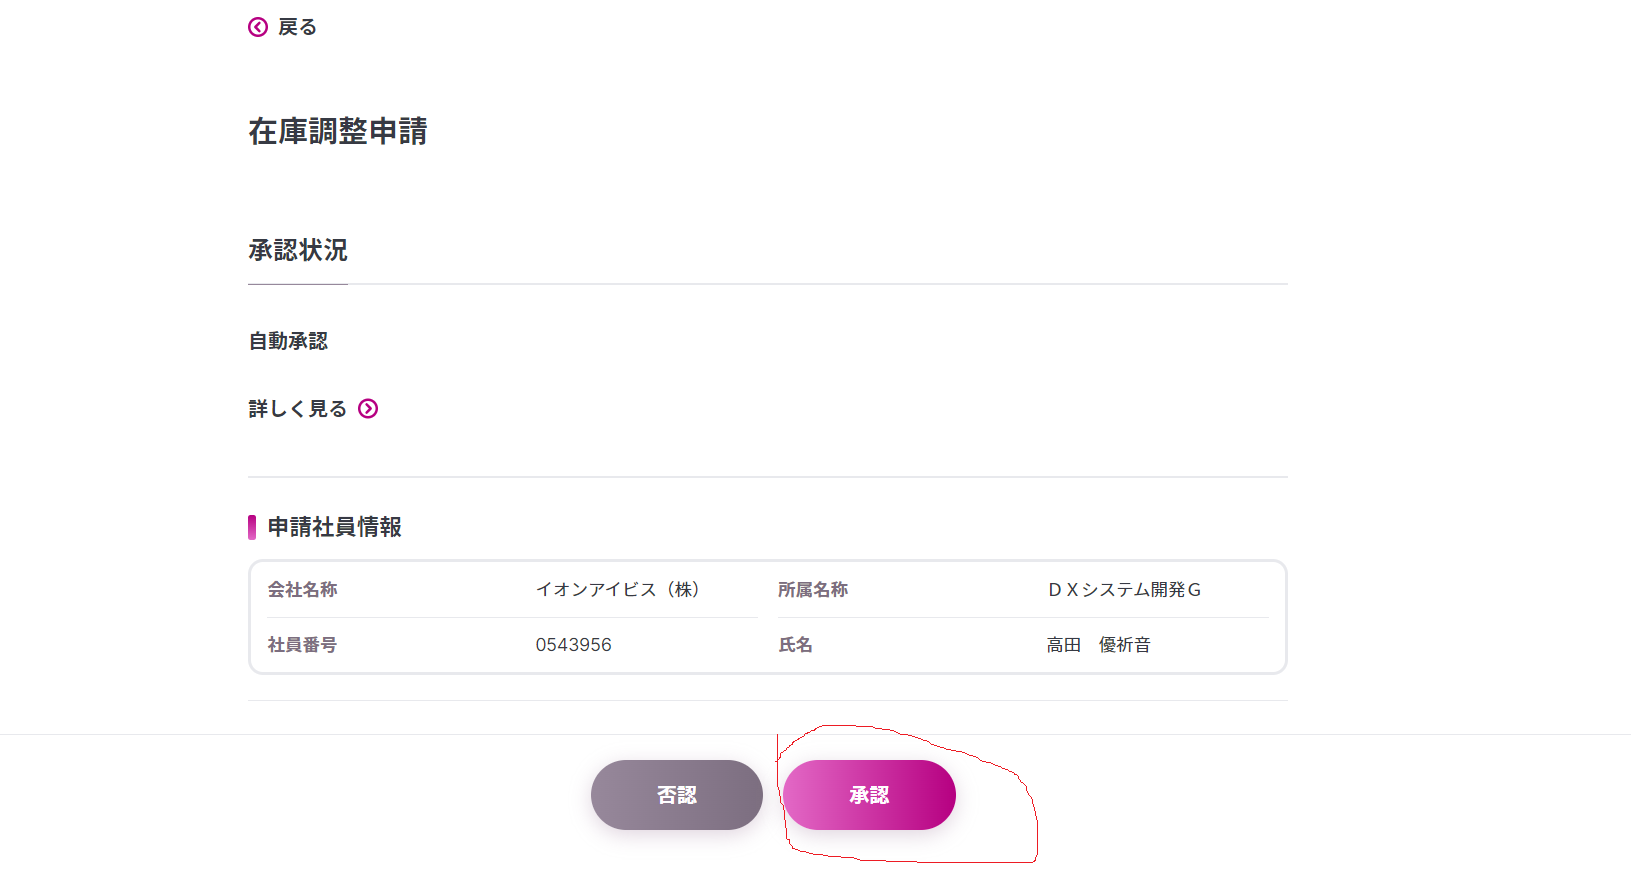 戻る
在庫調整申請
承認状況
自動承認
詳しく見る
申請社員情報
会社名称 イオンアイビス（株） 所属名称 ＤＸシステム開発Ｇ
社員番号 0543956 氏名 高田　優祈音
否認 承認